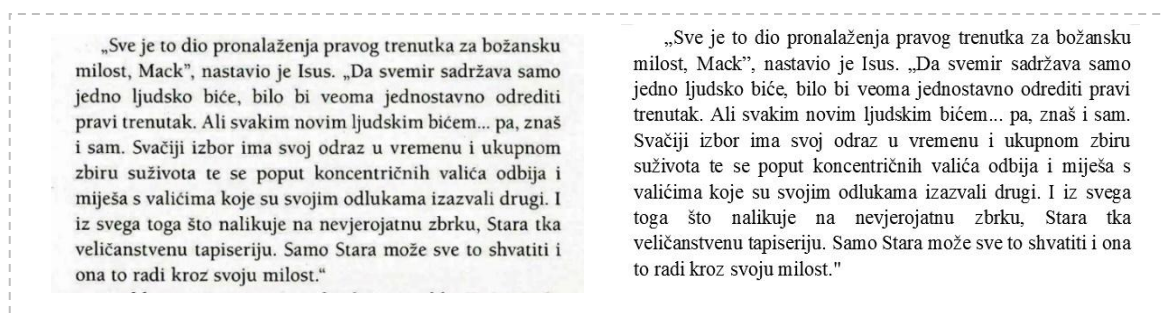 „Sve je to dio pronalaženja pravog trenutka za božansku
milost, Mack”, nastavio je Isus. „Da svemir sadržava samo
jedno ljudsko biće, bilo bi veoma jednostavno odrediti
pravi trenutak. Ali svakim novim ljudskim bićem... pa, znaš
i sam. Svačiji izbor ima svoj odraz u vremenu i ukupnom
zbiru suživota te se poput koncentričnih valića odbija i
miješa s valićima koje su svojim odlukama izazvali drugi. I
iz svega toga što nalikuje na nevjerojatnu zbrku, Stara tka
veličanstvenu tapiseriju. Samo Stara može sve to shvatiti i
ona to radi kroz svoju milost.“
„Sve je to dio pronalaženja pravog trenutka za božansku
milost, Mack”, nastavio je Isus. „Da svemir sadržava samo
jedno ljudsko biće, bilo bi veoma jednostavno odrediti pravi
trenutak. Ali svakim novim ljudskim bićem... pa, znaš i sam.
Svačiji izbor ima svoj odraz u vremenu i ukupnom zbiru
suživota te se poput koncentričnih valića odbija i miješa s
valićima koje su svojim odlukama izazvali drugi. I iz svega
toga što nalikuje na nevjerojatnu zbrku, Stara tka
veličanstvenu tapiseriju. Samo Stara može sve to shvatiti i ona
to radi kroz svoju milost."